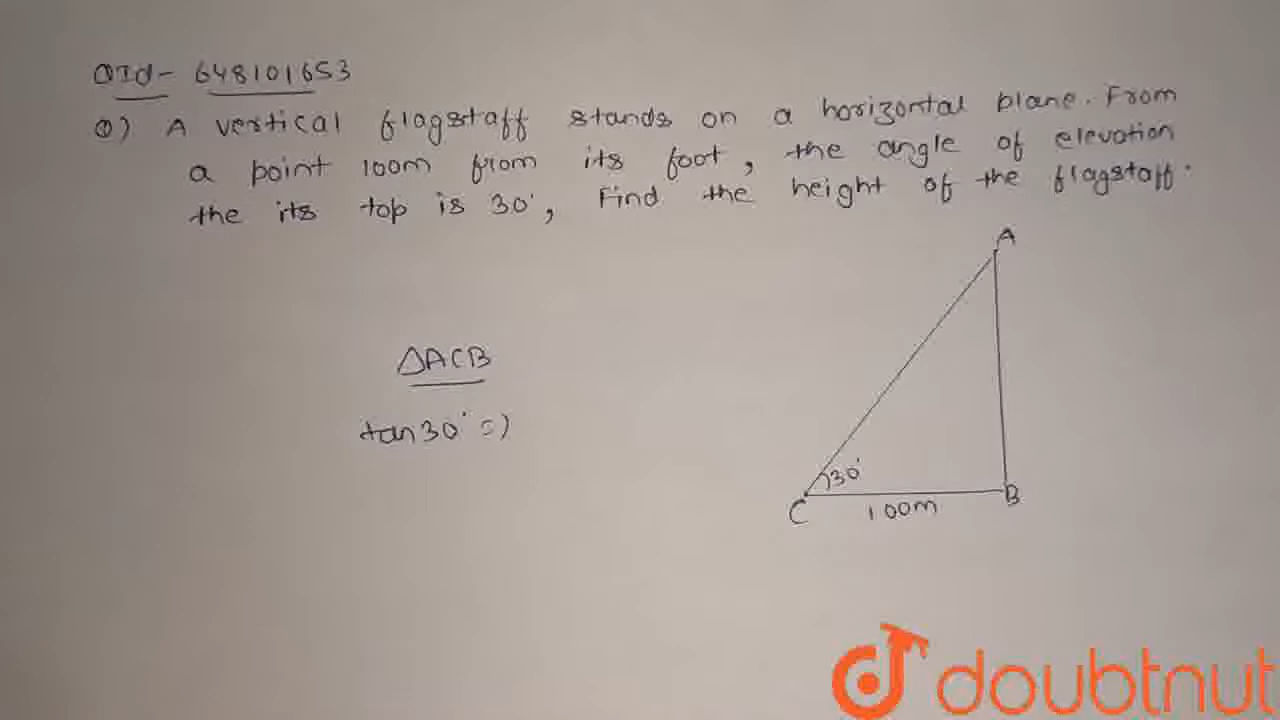 QId- 648101653
Q) A vertical flagstaff stands on a horizontal plane. From
a point 100m from its foot, the angle of elevation
the its top is 30°, Find the height of the flagstaff.
A
△ACB
tan30° =)
30°
C
100m
B
doubtnut